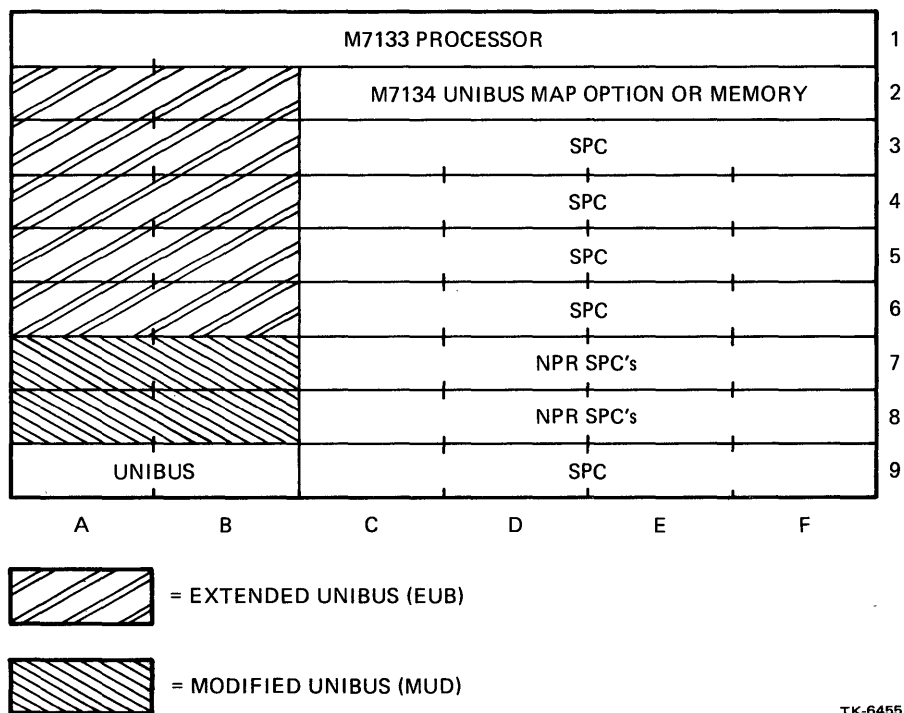 M7133 PROCESSOR 1
M7134 UNIBUS MAP OPTION OR MEMORY 2
SPC 3
SPC 4
SPC 5
SPC 6
NPR SPC's 7
NPR SPC's 8
UNIBUS SPC 9
A B C D E F
= EXTENDED UNIBUS (EUB)
= MODIFIED UNIBUS (MUD)
TK-6455